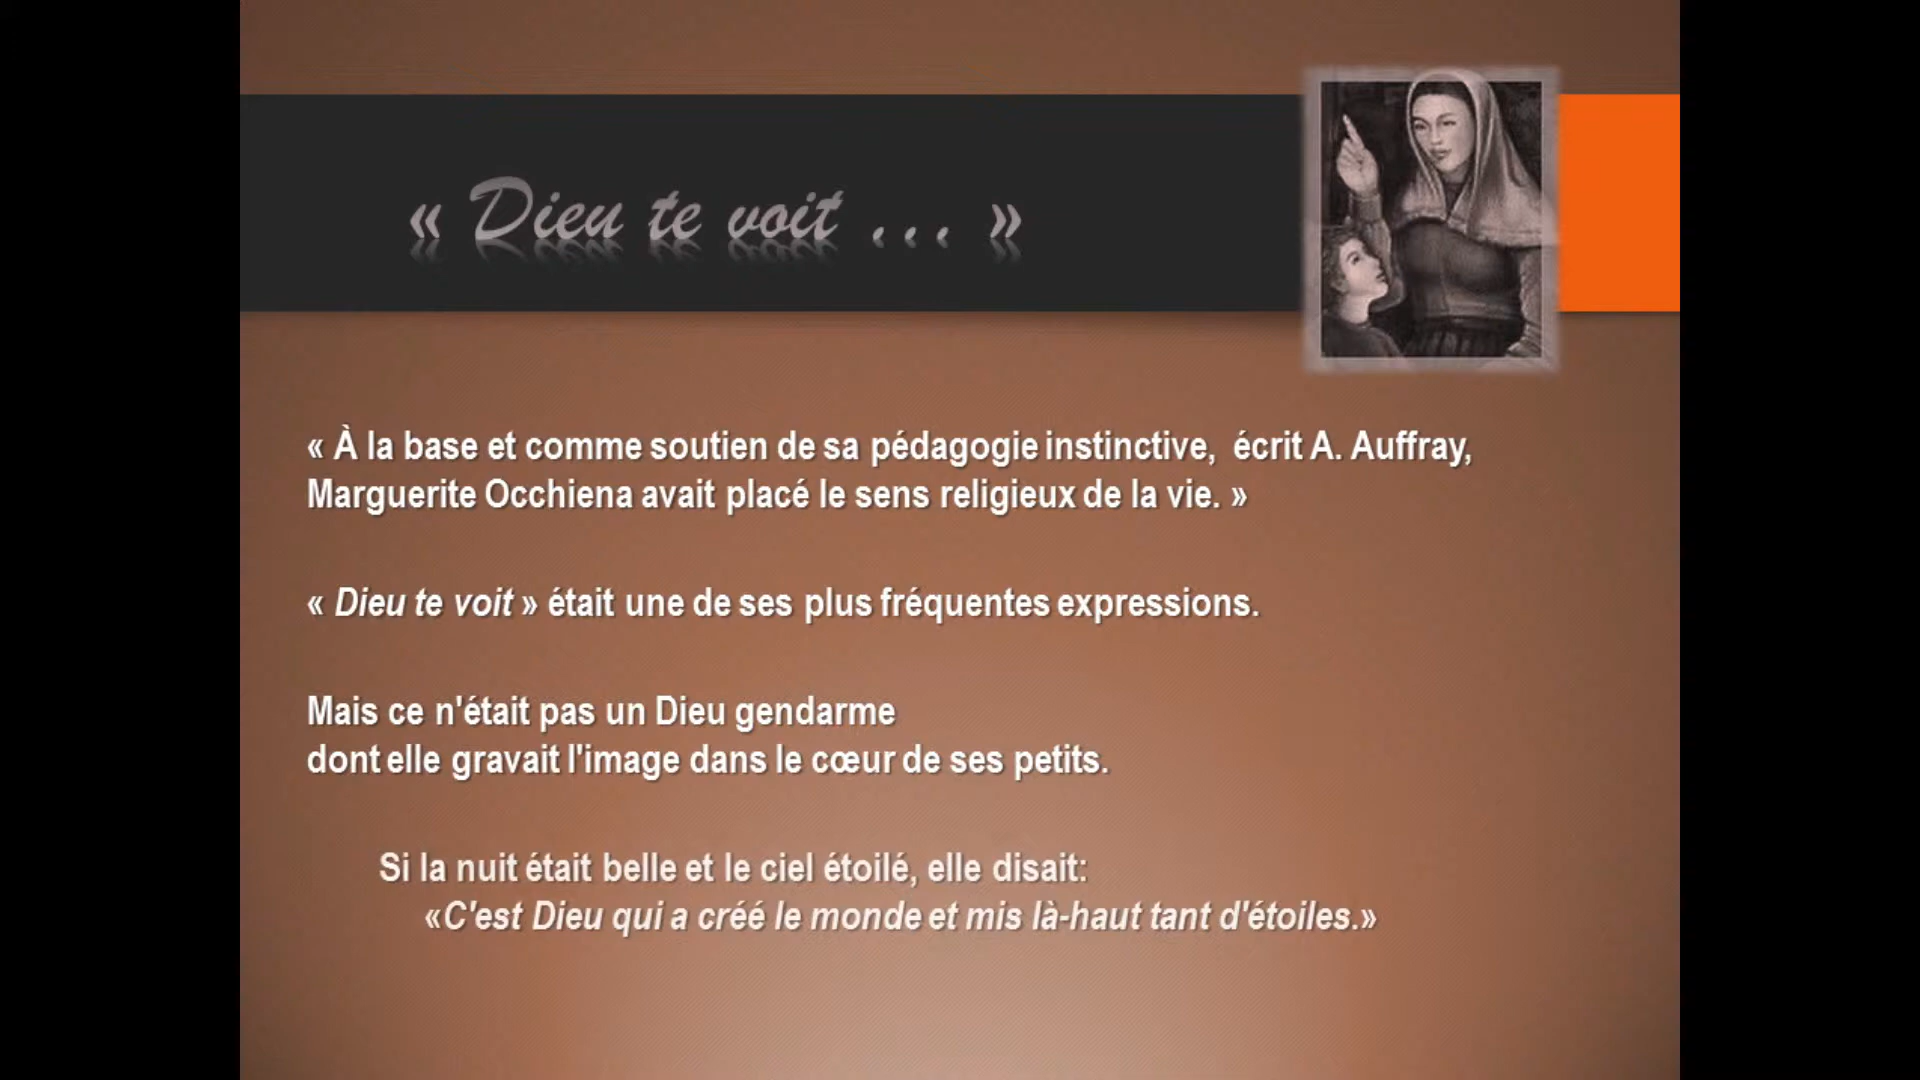 « Dieu te voit ... »
« À la base et comme soutien de sa pédagogie instinctive, écrit A. Auffray,
Marguerite Occhiena avait placé le sens religieux de la vie. »
« Dieu te voit » était une de ses plus fréquentes expressions.
Mais ce n'était pas un Dieu gendarme
dont elle gravait l'image dans le cœur de ses petits.
Si la nuit était belle et le ciel étoilé, elle disait:
«C'est Dieu qui a créé le monde et mis là-haut tant d'étoiles.»